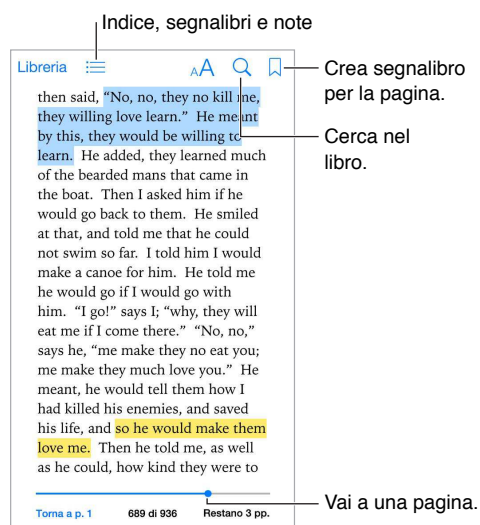 Indice, segnalibri e note
Libreria
AA
Crea segnalibro
per la pagina.
Cerca nel
libro.
then said, “No, no, they no kill me,
they willing love learn.” He meant
by this, they would be willing to
learn. He added, they learned much
of the bearded mans that came in
the boat. Then I asked him if he
would go back to them. He smiled
at that, and told me that he could
not swim so far. I told him I would
make a canoe for him. He told me
he would go if I would go with
him. “I go!” says I; “why, they will
eat me if I come there.” “No, no,”
says he, “me make they no eat you;
me make they much love you.” He
meant, he would tell them how I
had killed his enemies, and saved
his life, and so he would make them
love me. Then he told me, as well
as he could, how kind they were to
Vai a una pagina.
Torna a p. 1 689 di 936 Restano 3 pp.